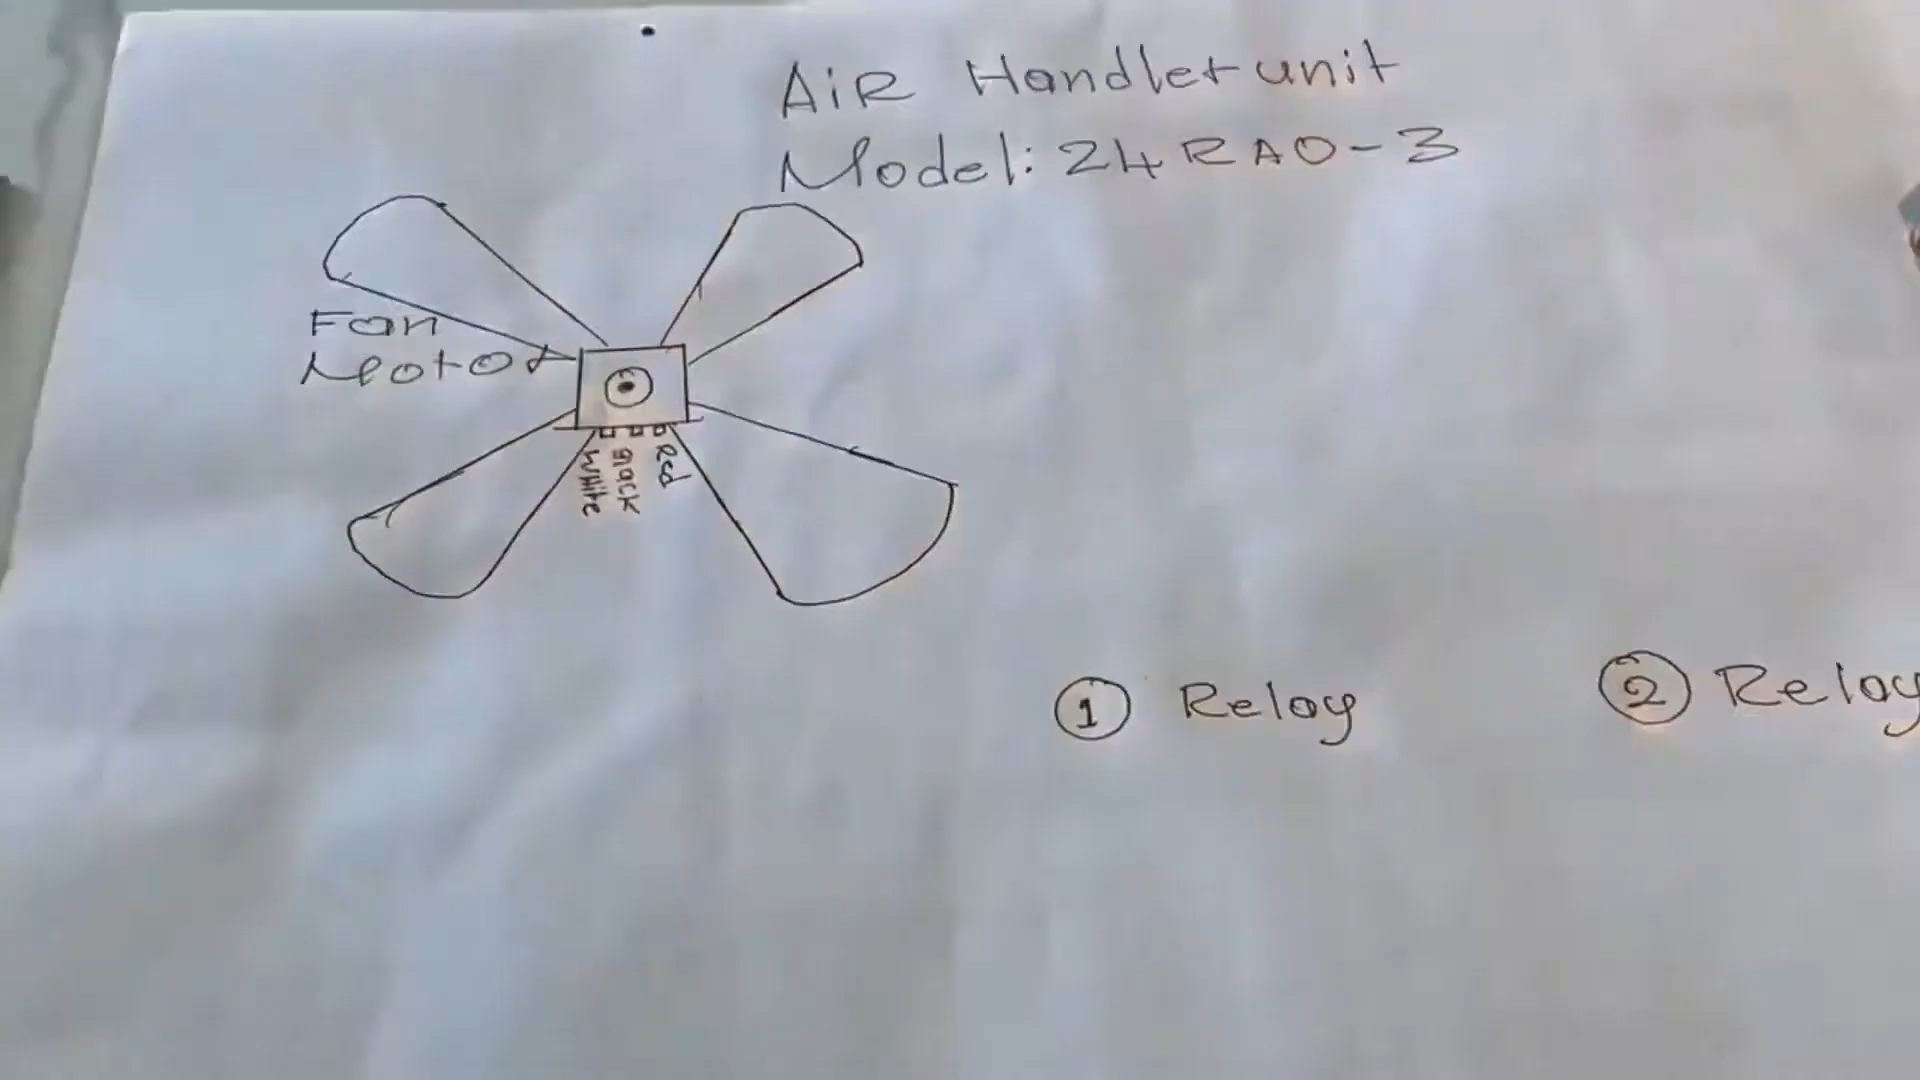 AiR Handler unit
Model: 24RAO-3
Fan
Motor
White
Black
Red
1 Relay
2 Relay